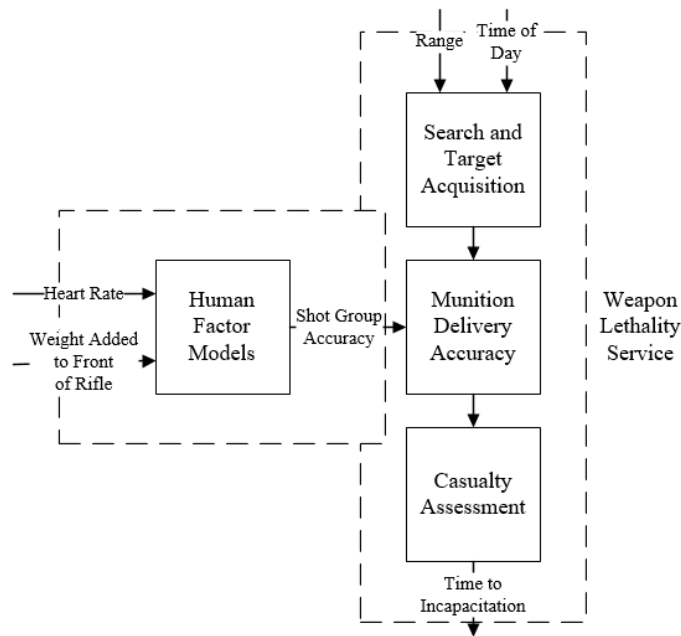 Range
Time of
Day
Search and
Target
Acquisition
Heart Rate
Weight Added
to Front
of Rifle
Human
Factor
Models
Shot Group
Accuracy
Munition
Delivery
Accuracy
Weapon
Lethality
Service
Casualty
Assessment
Time to
Incapacitation